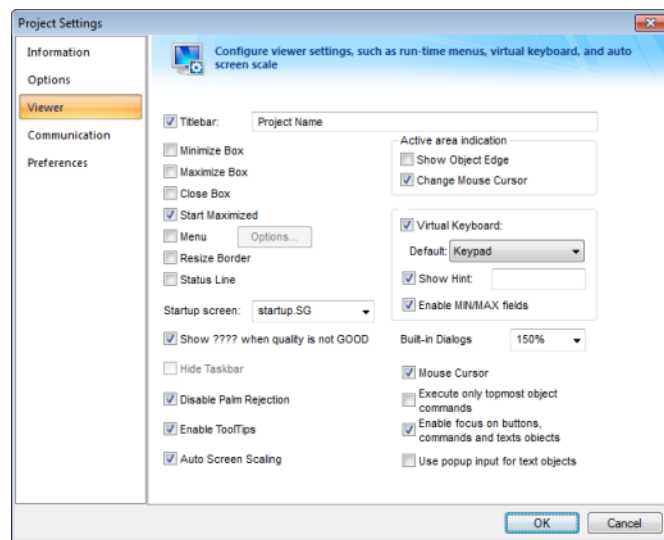 Project Settings
Information
Options
Viewer
Communication
Preferences
Configure viewer settings, such as run-time menus, virtual keyboard, and auto
screen scale
Titlebar: Project Name
Minimize Box
Maximize Box
Close Box
Start Maximized
Menu Options...
Resize Border
Status Line
Startup screen: startup.SG
Show ???? when quality is not GOOD
Hide Taskbar
Disable Palm Rejection
Enable ToolTips
Auto Screen Scaling
Active area indication
Show Object Edge
Change Mouse Cursor
Virtual Keyboard:
Default: Keypad
Show Hint:
Enable MIN/MAX fields
Built-in Dialogs 150%
Mouse Cursor
Execute only topmost object
commands
Enable focus on buttons,
commands and texts objects
Use popup input for text objects
OK Cancel